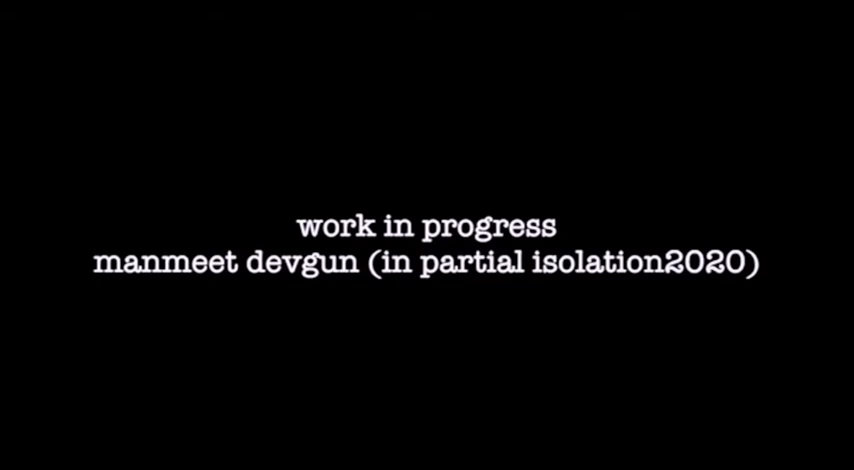 work in progress
manmeet devgun (in partial isolation2020)